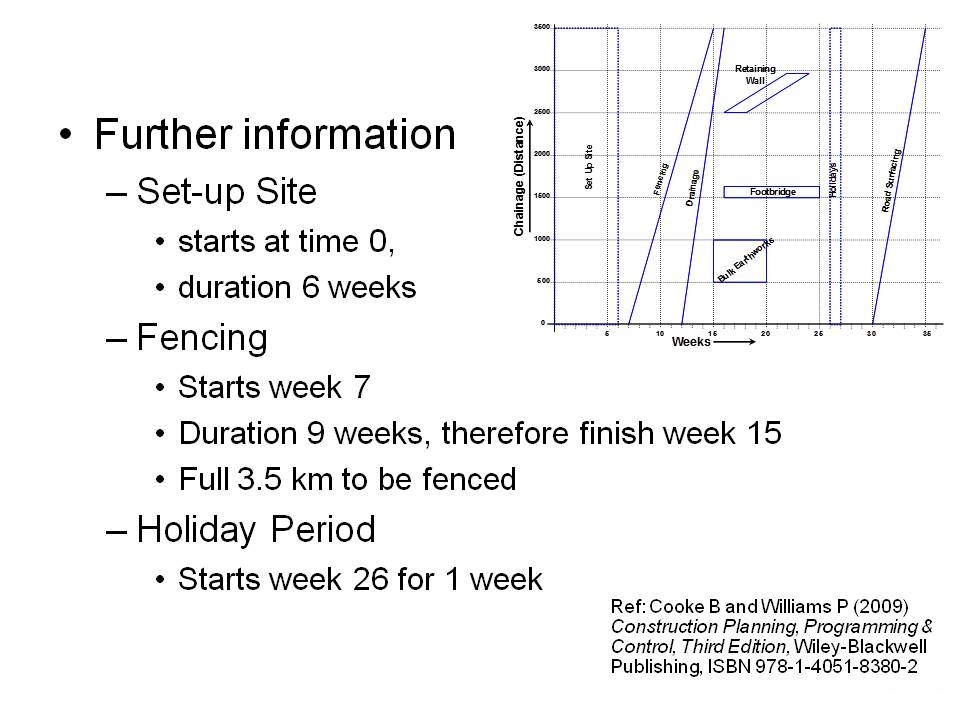 • Further information
– Set-up Site
• starts at time 0,
• duration 6 weeks
– Fencing
• Starts week 7
• Duration 9 weeks, therefore finish week 15
• Full 3.5 km to be fenced
– Holiday Period
• Starts week 26 for 1 week
Chainage (Distance)
3500
3000
2500
2000
1500
1000
500
0
Set Up Site
Fencing
Drainage
Retaining
Wall
Footbridge
Bulk Earthworks
Holidays
Road Surfacing
5 10 15 20 25 30 35
Weeks
Ref: Cooke B and Williams P (2009)
Construction Planning, Programming &
Control, Third Edition, Wiley-Blackwell
Publishing, ISBN 978-1-4051-8380-2